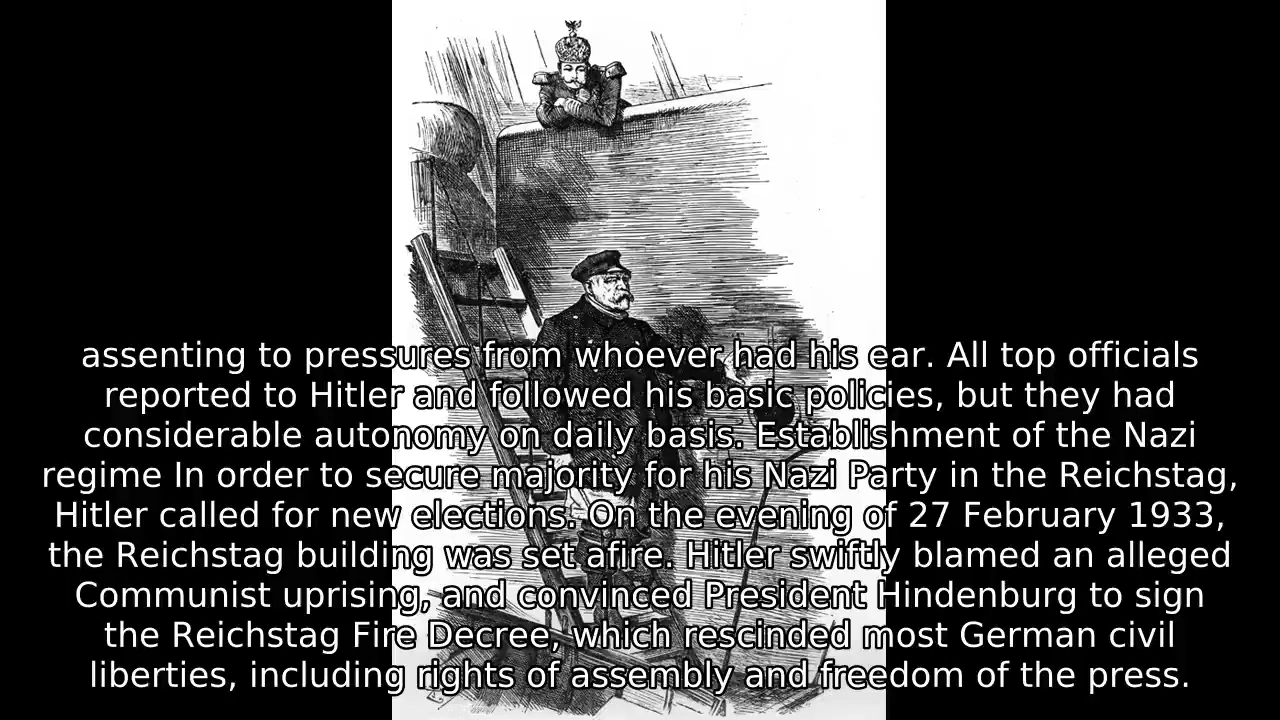 assenting to pressures from whoever had his ear. All top officials
reported to Hitler and followed his basic policies, but they had
considerable autonomy on daily basis. Establishment of the Nazi
regime In order to secure majority for his Nazi Party in the Reichstag,
Hitler called for new elections. On the evening of 27 February 1933,
the Reichstag building was set afire. Hitler swiftly blamed an alleged
Communist uprising, and convinced President Hindenburg to sign
the Reichstag Fire Decree, which rescinded most German civil
liberties, including rights of assembly and freedom of the press.